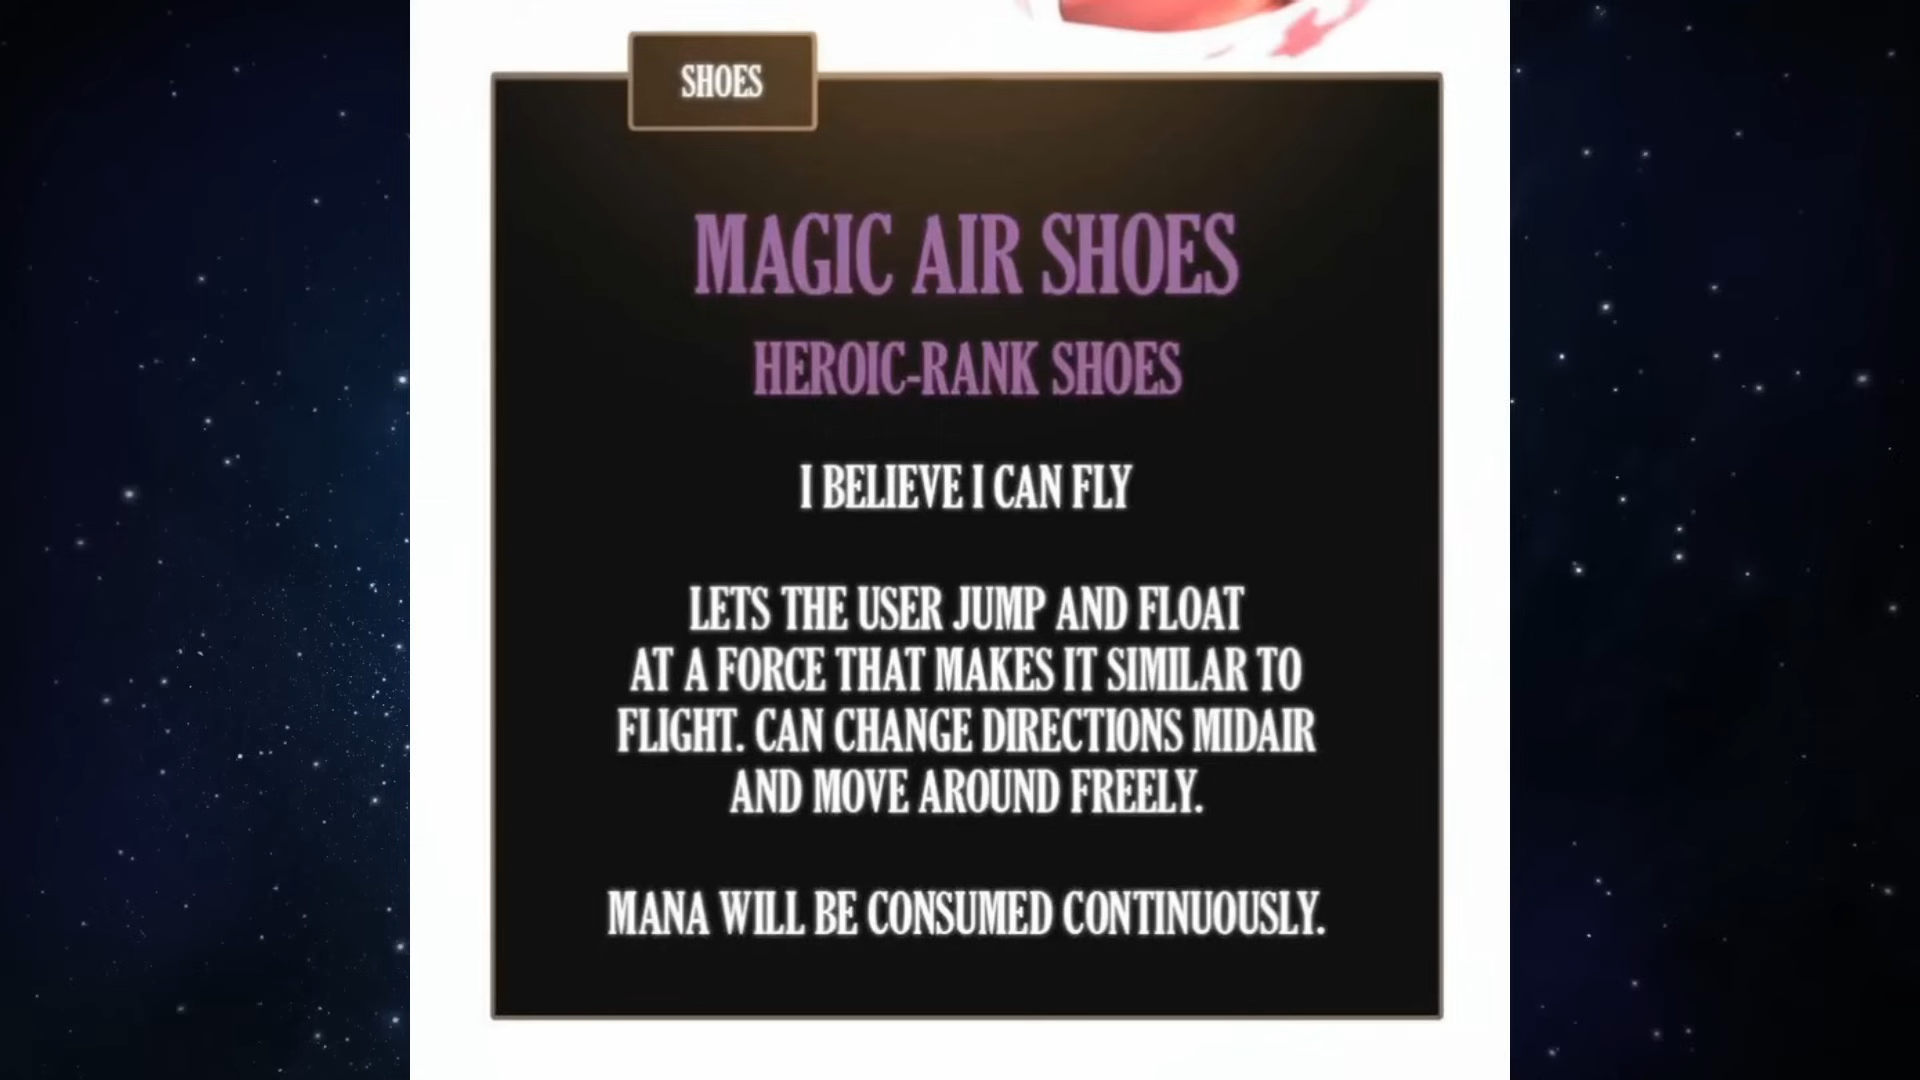 SHOES
MAGIC AIR SHOES
HEROIC-RANK SHOES
I BELIEVE I CAN FLY
LETS THE USER JUMP AND FLOAT
AT A FORCE THAT MAKES IT SIMILAR TO
FLIGHT. CAN CHANGE DIRECTIONS MIDAIR
AND MOVE AROUND FREELY.
MANA WILL BE CONSUMED CONTINUOUSLY.